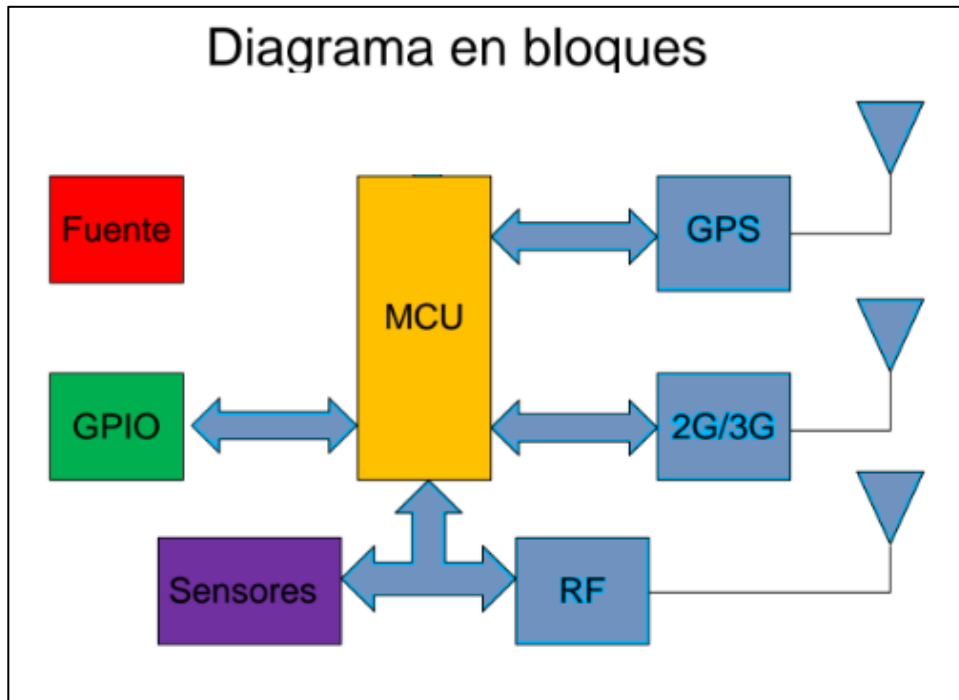 Diagrama en bloques
Fuente
MCU
GPS
GPIO
2G/3G
Sensores
RF